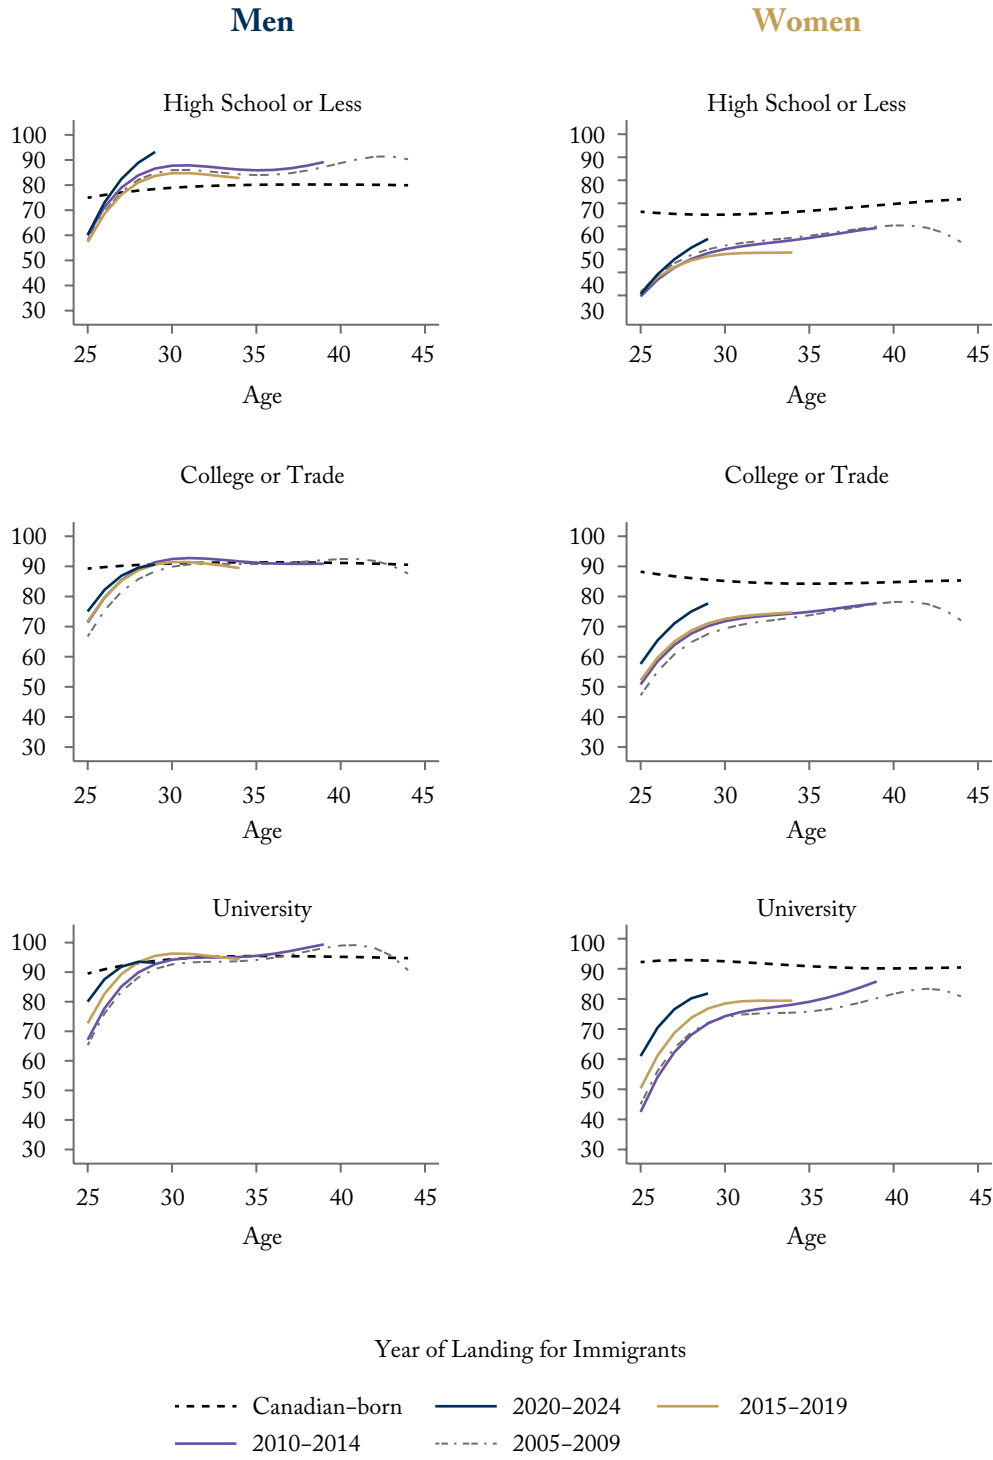 Men Women
High School or Less High School or Less
100 100
90 90
80 80
70 70
60 60
50 50
40 40
30 30
25 30 35 40 45 25 30 35 40 45
Age Age
College or Trade College or Trade
100 100
90 90
80 80
70 70
60 60
50 50
40 40
30 30
25 30 35 40 45 25 30 35 40 45
Age Age
University University
100 100
90 90
80 80
70 70
60 60
50 50
40 40
30 30
25 30 35 40 45 25 30 35 40 45
Age Age
Year of Landing for Immigrants
Canadian–born 2020–2024 2015–2019
2010–2014 2005–2009